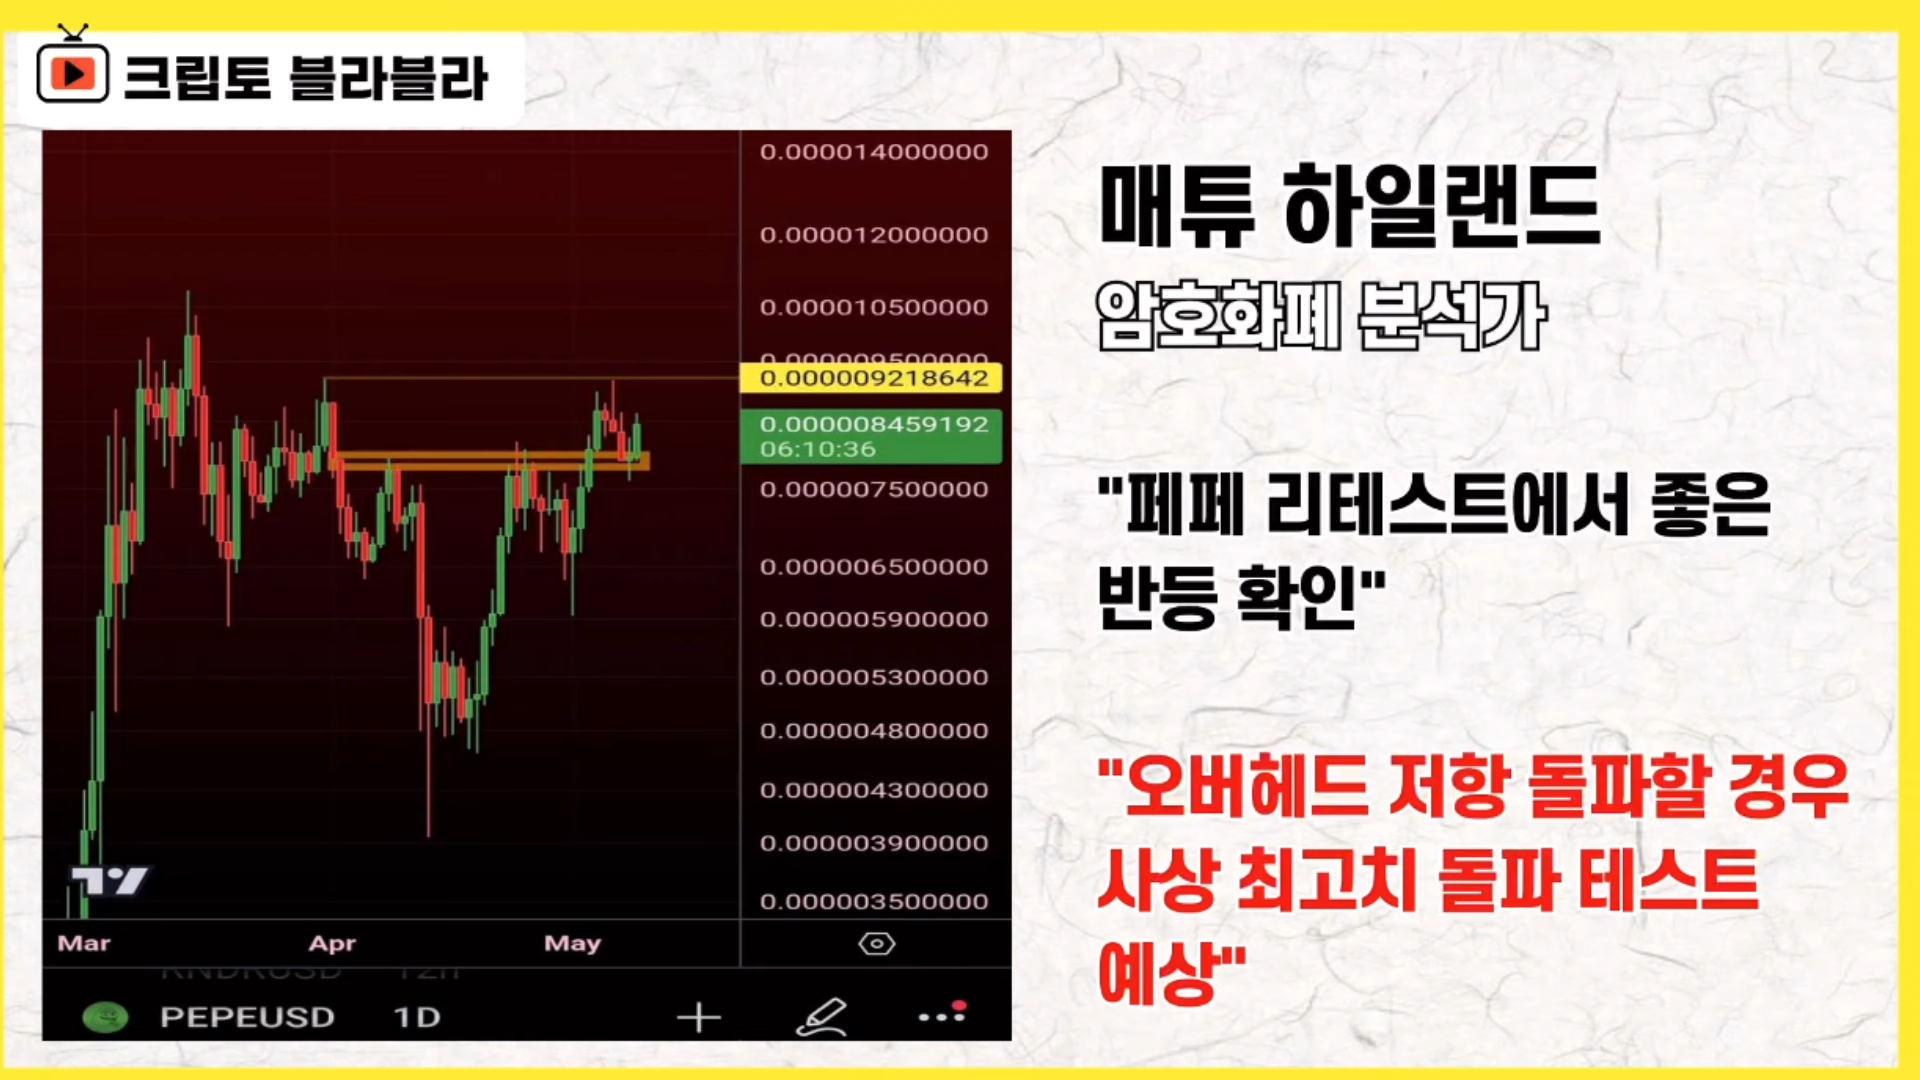 크립토 블라블라
매튜 하일랜드
암호화폐 분석가
"페페 리테스트에서 좋은
반등 확인"
"오버헤드 저항 돌파할 경우
사상 최고치 돌파 테스트
예상"
0.000014000000
0.000012000000
0.000010500000
0.000009500000
0.000009218642
0.000008459192
06:10:36
0.000007500000
0.000006500000
0.000005900000
0.000005300000
0.000004800000
0.000004300000
0.000003900000
0.000003500000
Mar Apr May
RNDRUSD 12h
PEPEUSD 1D